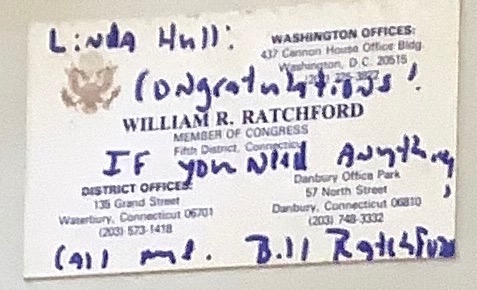 Linda Hull:
WASHINGTON OFFICES:
437 Cannon House Office Bldg.
Washington, D.C. 20515
Congratulations!
WILLIAM R. RATCHFORD
MEMBER OF CONGRESS
Fifth District, Connecticut
If you need Anything,
DISTRICT OFFICES:
135 Grand Street
Waterbury, Connecticut 06701
(203) 573-1418
Danbury Office Park
57 North Street
Danbury, Connecticut 06810
(203) 748-3332
Call me. Bill Ratchford